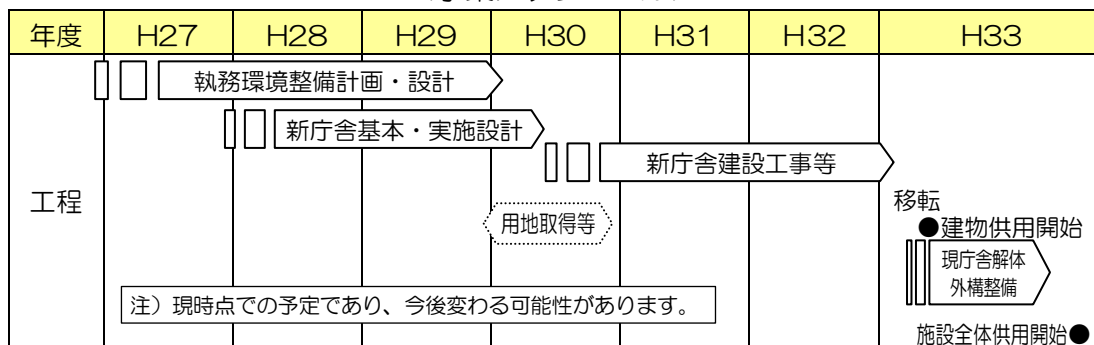 年度 H27 H28 H29 H30 H31 H32 H33
執務環境整備計画・設計
新庁舎基本・実施設計
新庁舎建設工事等
工程
移転
用地取得等
●建物供用開始
現庁舎解体
外構整備
注）現時点での予定であり、今後変わる可能性があります。
施設全体供用開始●